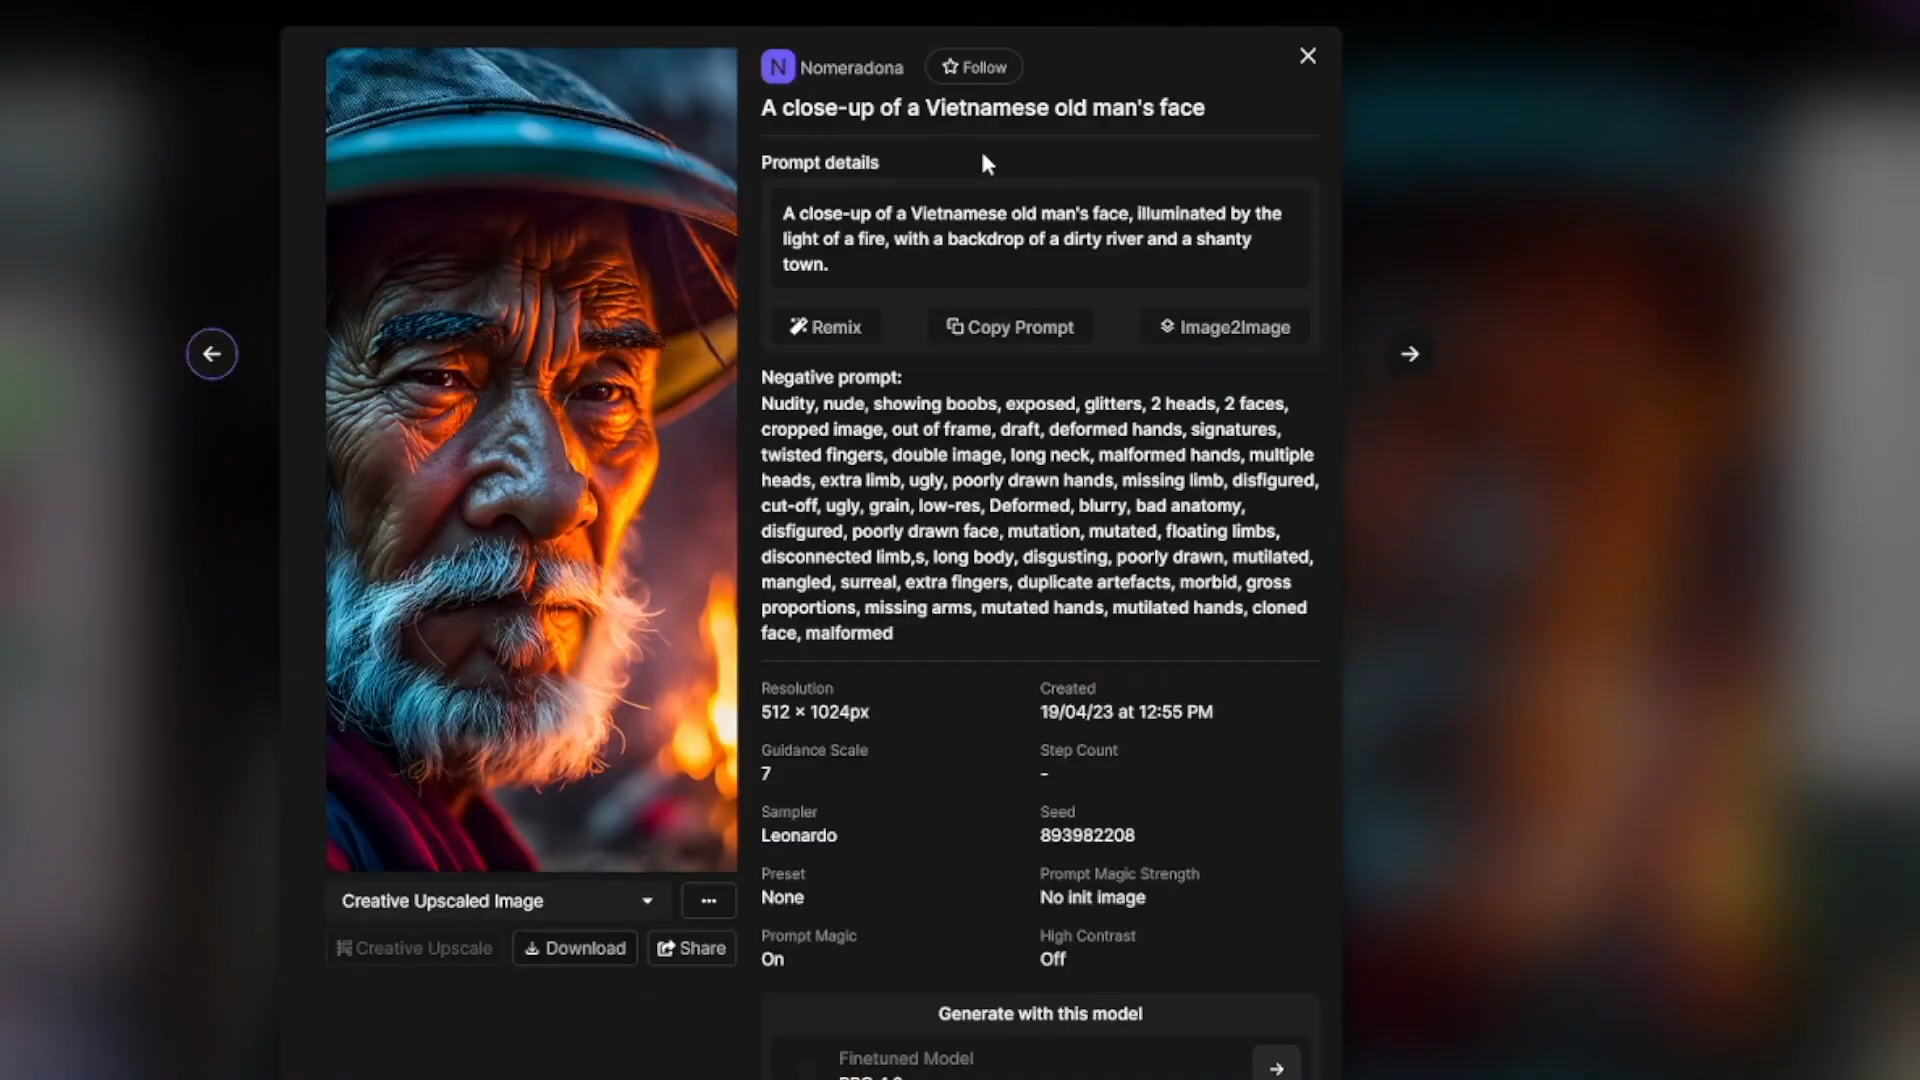 N Nomeradona
Follow
A close-up of a Vietnamese old man's face
Prompt details
A close-up of a Vietnamese old man's face, illuminated by the
light of a fire, with a backdrop of a dirty river and a shanty
town.
Remix
Copy Prompt
Image2Image
Negative prompt:
Nudity, nude, showing boobs, exposed, glitters, 2 heads, 2 faces,
cropped image, out of frame, draft, deformed hands, signatures,
twisted fingers, double image, long neck, malformed hands, multiple
heads, extra limb, ugly, poorly drawn hands, missing limb, disfigured,
cut-off, ugly, grain, low-res, Deformed, blurry, bad anatomy,
disfigured, poorly drawn face, mutation, mutated, floating limbs,
disconnected limb,s, long body, disgusting, poorly drawn, mutilated,
mangled, surreal, extra fingers, duplicate artefacts, morbid, gross
proportions, missing arms, mutated hands, mutilated hands, cloned
face, malformed
Resolution
512 × 1024px
Created
19/04/23 at 12:55 PM
Guidance Scale
7
Step Count
-
Sampler
Leonardo
Seed
893982208
Preset
None
Prompt Magic Strength
No init image
Prompt Magic
On
High Contrast
Off
Creative Upscaled Image
Creative Upscale
Download
Share
Generate with this model
Finetuned Model